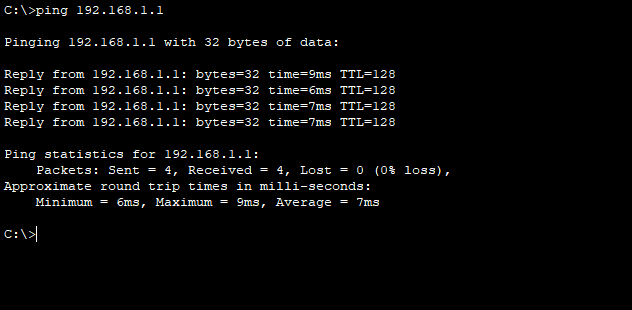 C:\>ping 192.168.1.1
Pinging 192.168.1.1 with 32 bytes of data:
Reply from 192.168.1.1: bytes=32 time=9ms TTL=128
Reply from 192.168.1.1: bytes=32 time=6ms TTL=128
Reply from 192.168.1.1: bytes=32 time=7ms TTL=128
Reply from 192.168.1.1: bytes=32 time=7ms TTL=128
Ping statistics for 192.168.1.1:
    Packets: Sent = 4, Received = 4, Lost = 0 (0% loss),
Approximate round trip times in milli-seconds:
    Minimum = 6ms, Maximum = 9ms, Average = 7ms
C:\>